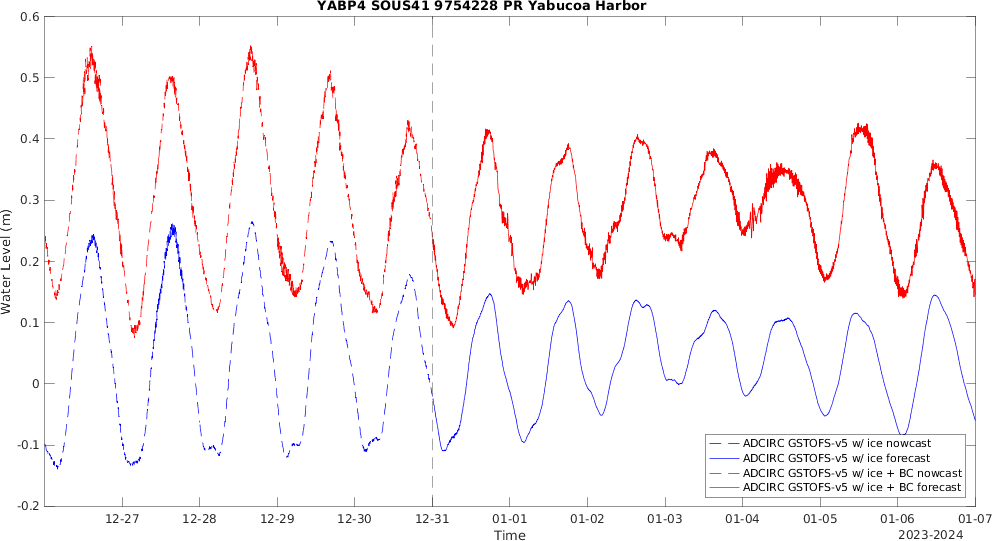 YABP4 SOUS41 9754228 PR Yabucoa Harbor
0.6
0.5
0.4
0.3
0.2
0.1
0
-0.1
-0.2
Water Level (m)
12-27 12-28 12-29 12-30 12-31 01-01 01-02 01-03 01-04 01-05 01-06 01-07
Time
2023-2024
ADCIRC GSTOFS-v5 w/ ice nowcast
ADCIRC GSTOFS-v5 w/ ice forecast
ADCIRC GSTOFS-v5 w/ ice + BC nowcast
ADCIRC GSTOFS-v5 w/ ice + BC forecast